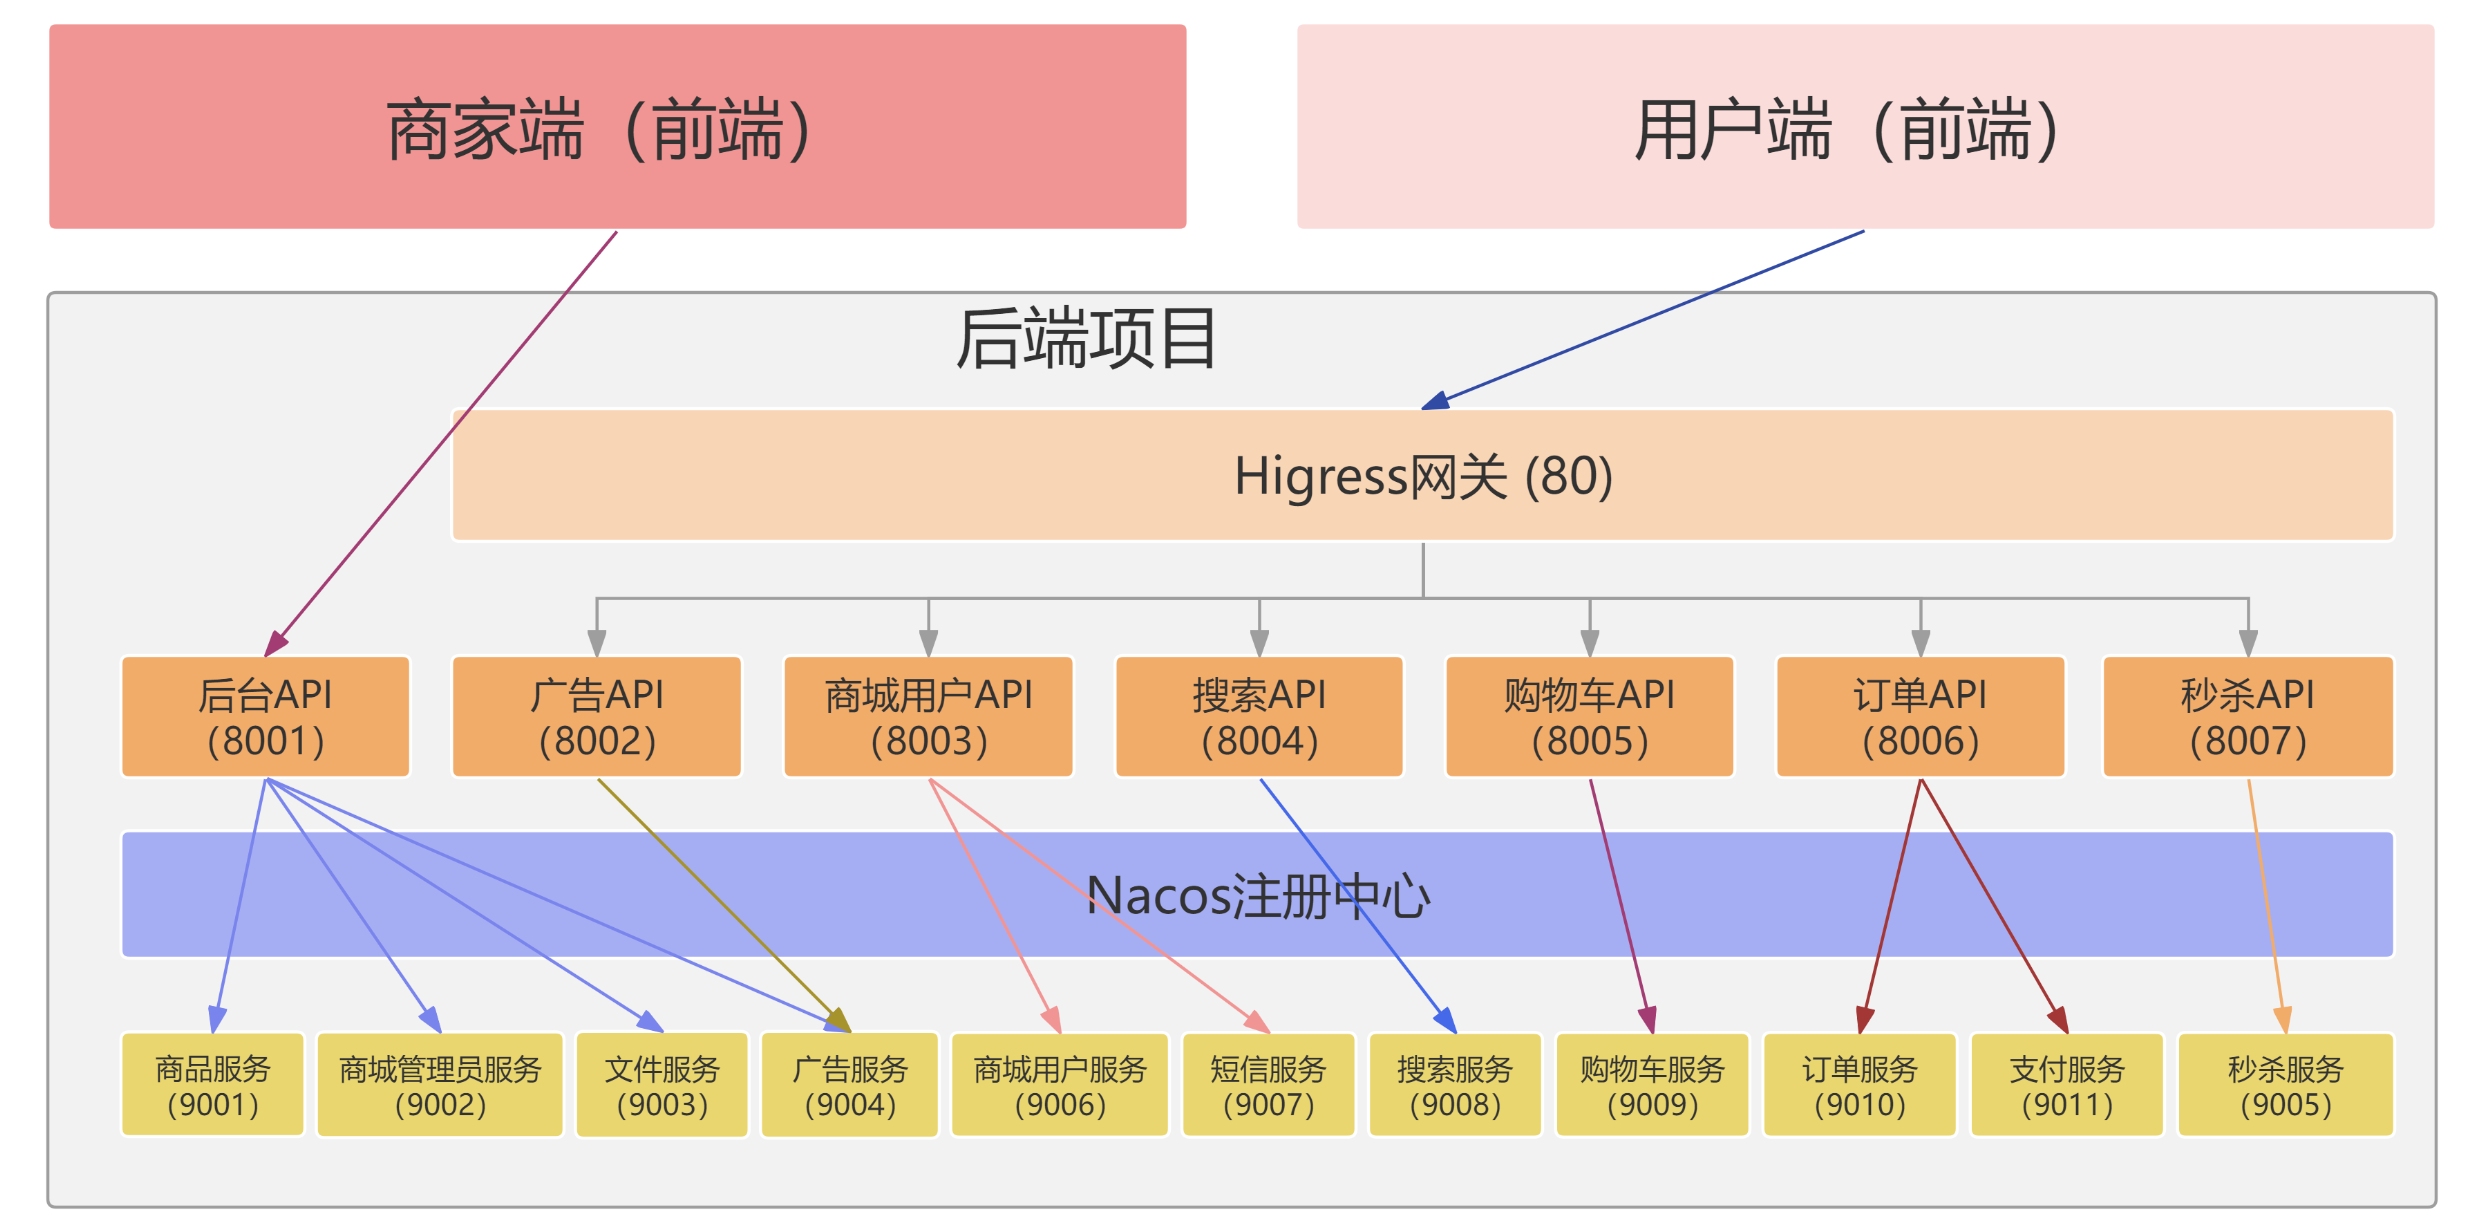 商家端（前端）
用户端（前端）
后端项目
Higress网关 (80)
后台API
（8001）
广告API
（8002）
商城用户API
（8003）
搜索API
（8004）
购物车API
（8005）
订单API
（8006）
秒杀API
（8007）
Nacos注册中心
商品服务
（9001）
商城管理员服务
（9002）
文件服务
（9003）
广告服务
（9004）
商城用户服务
（9006）
短信服务
（9007）
搜索服务
（9008）
购物车服务
（9009）
订单服务
（9010）
支付服务
（9011）
秒杀服务
（9005）